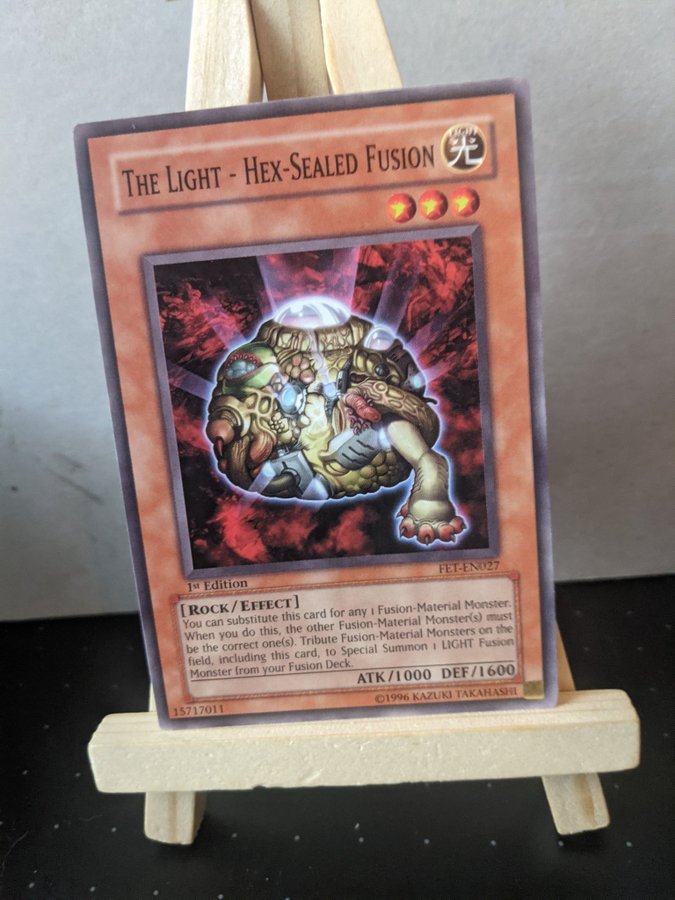 The Light - Hex-Sealed Fusion
LIGHT
光
FET-EN027
1st Edition
[Rock/Effect]
You can substitute this card for any 1 Fusion-Material Monster.
When you do this, the other Fusion-Material Monster(s) must
be the correct one(s). Tribute Fusion-Material Monsters on the
field, including this card, to Special Summon 1 LIGHT Fusion
Monster from your Fusion Deck.
ATK/1000 DEF/1600
15717011
©1996 KAZUKI TAKAHASHI